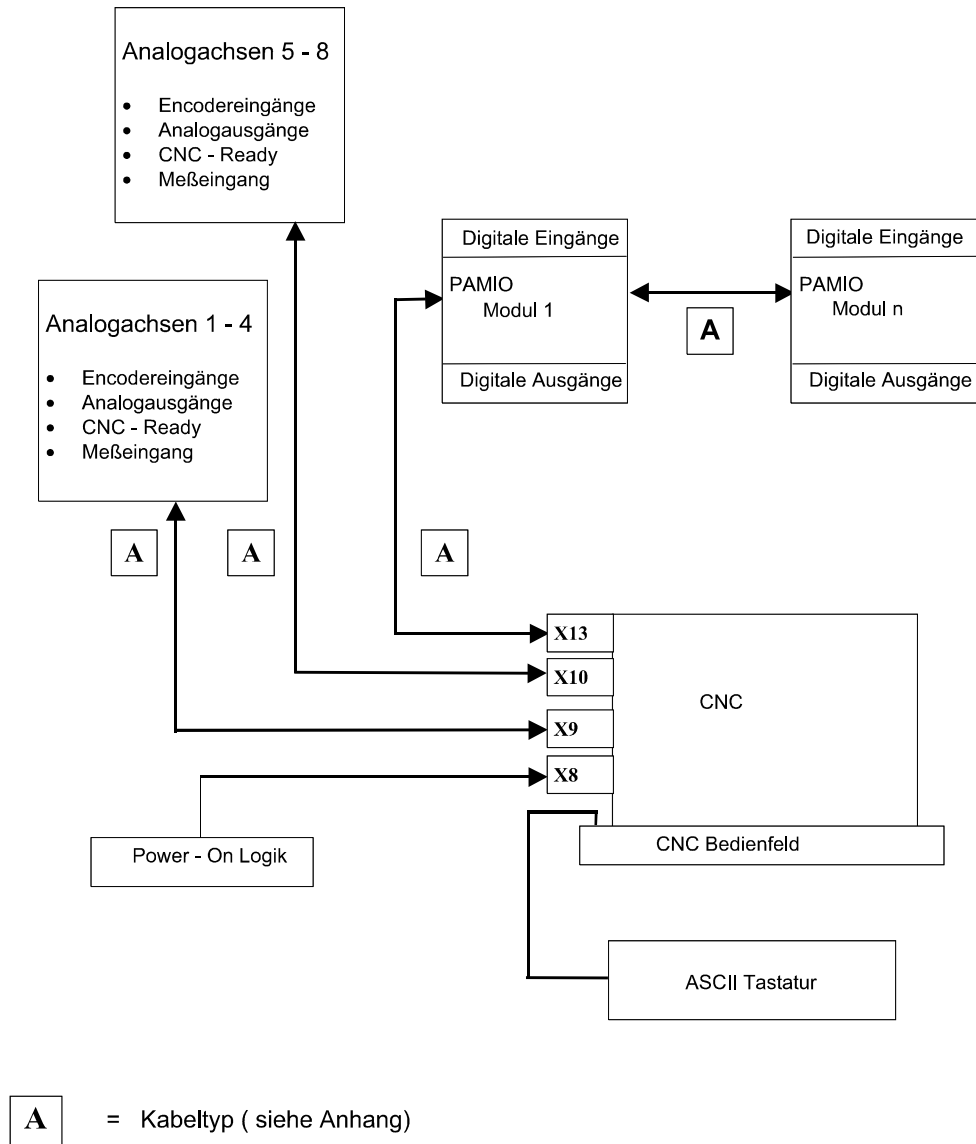 Analogachsen 5 - 8
• Encodereingänge
• Analogausgänge
• CNC - Ready
• Meßeingang
Analogachsen 1 - 4
• Encodereingänge
• Analogausgänge
• CNC - Ready
• Meßeingang
Digitale Eingänge
PAMIO
Modul 1
Digitale Ausgänge
A
Digitale Eingänge
PAMIO
Modul n
Digitale Ausgänge
A
A
A
X13
X10
X9
X8
CNC
CNC Bedienfeld
Power - On Logik
ASCII Tastatur
A = Kabeltyp ( siehe Anhang)